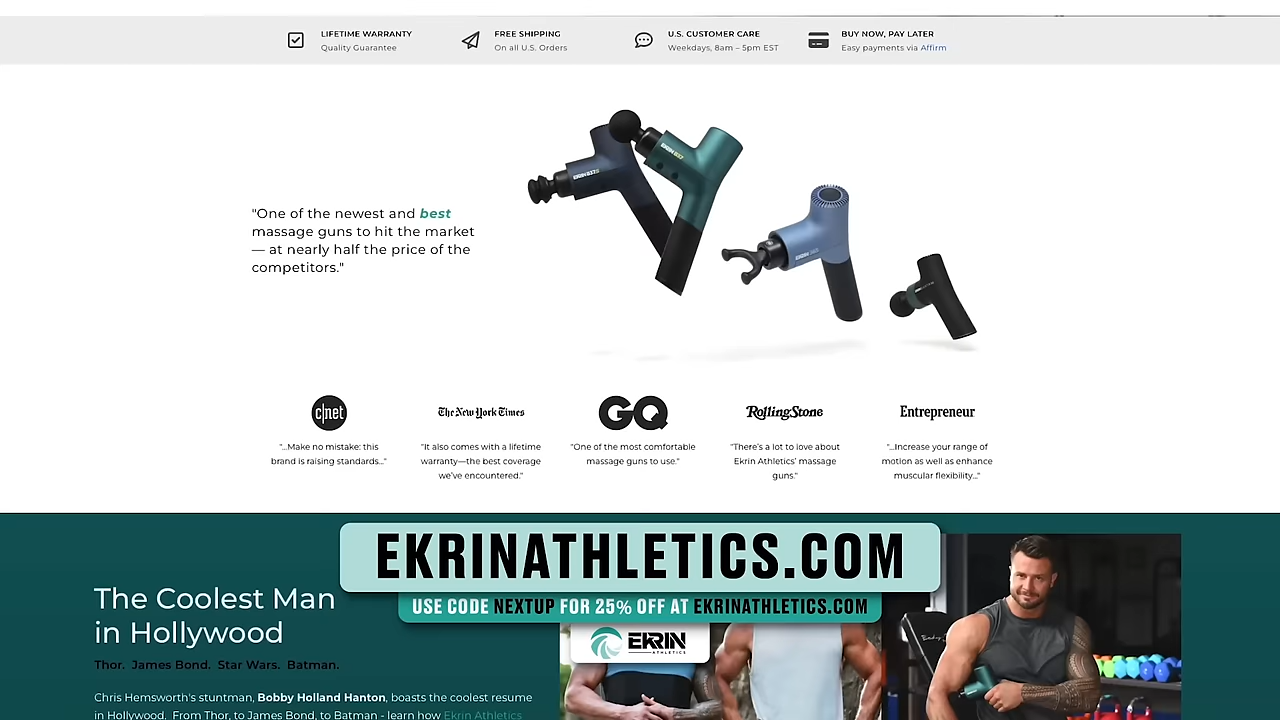 LIFETIME WARRANTY
Quality Guarantee
FREE SHIPPING
On all U.S. Orders
U.S. CUSTOMER CARE
Weekdays, 8am – 5pm EST
BUY NOW, PAY LATER
Easy payments via Affirm
"One of the newest and best
massage guns to hit the market
— at nearly half the price of the
competitors."
c|net
The New York Times
GQ
RollingStone
Entrepreneur
"...Make no mistake: this
brand is raising standards..."
"It also comes with a lifetime
warranty—the best coverage
we've encountered."
"One of the most comfortable
massage guns to use."
"There's a lot to love about
Ekrin Athletics' massage
guns."
"...Increase your range of
motion as well as enhance
muscular flexibility..."
EKRINATHLETICS.COM
USE CODE NEXTUP FOR 25% OFF AT EKRINATHLETICS.COM
EKRIN
ATHLETICS
The Coolest Man
in Hollywood
Thor. James Bond. Star Wars. Batman.
Chris Hemsworth's stuntman, Bobby Holland Hanton, boasts the coolest resume
in Hollywood. From Thor, to James Bond, to Batman - learn how Ekrin Athletics